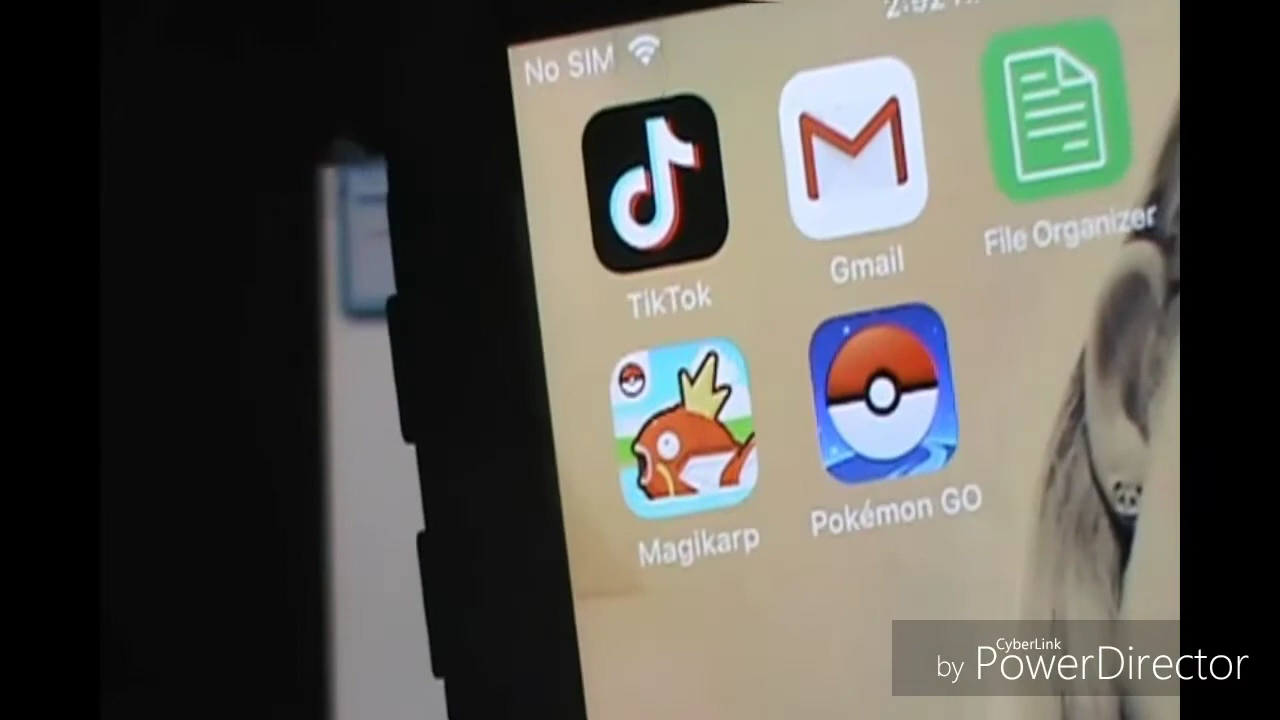 No SIM
TikTok
Gmail
File Organizer
Magikarp
Pokémon GO
CyberLink
by PowerDirector